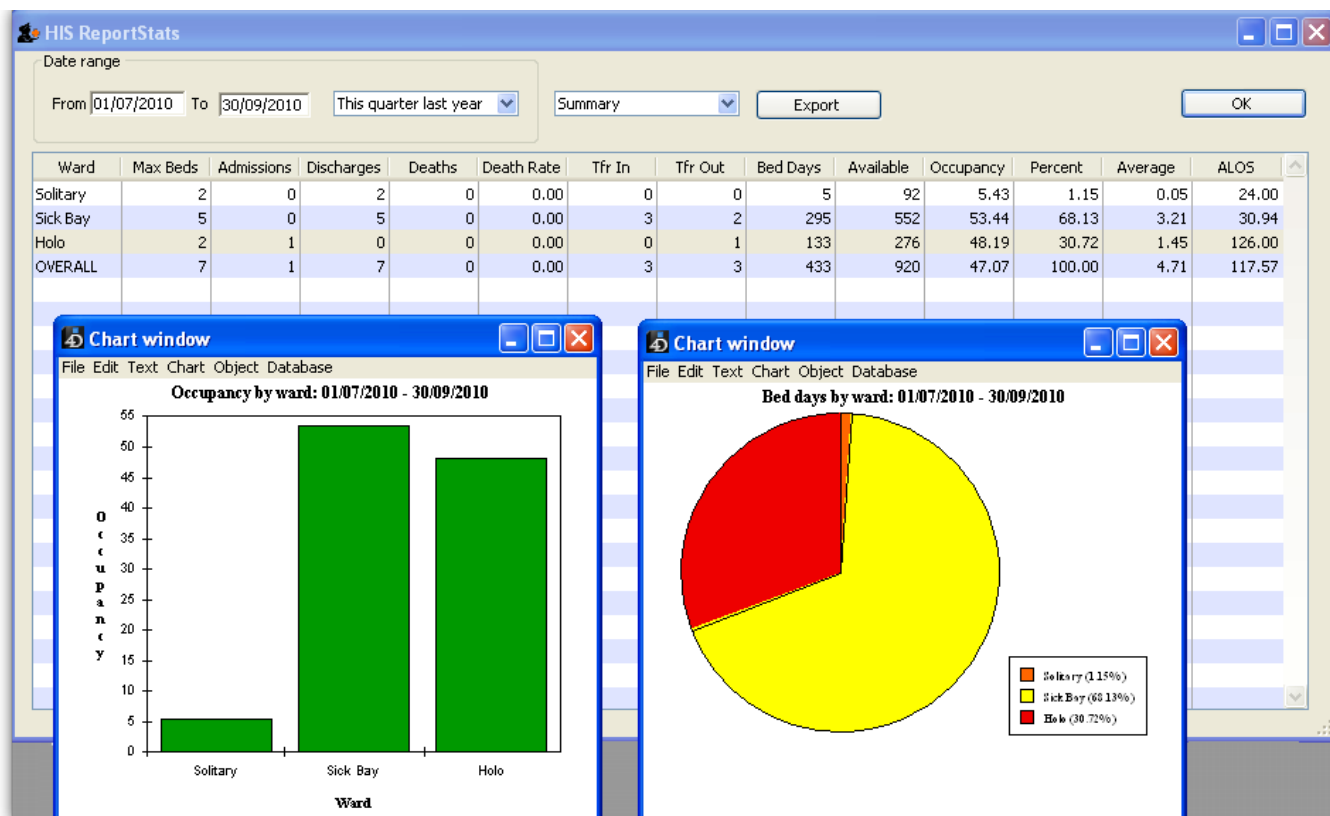 HIS ReportStats
Date range
From 01/07/2010 To 30/09/2010 This quarter last year Summary Export OK
Ward Max Beds Admissions Discharges Deaths Death Rate Tfr In Tfr Out Bed Days Available Occupancy Percent Average ALOS
Solitary 2 0 2 0 0.00 0 0 5 92 5.43 1.15 0.05 24.00
Sick Bay 5 0 5 0 0.00 3 2 295 552 53.44 68.13 3.21 30.94
Holo 2 1 0 0 0.00 0 1 133 276 48.19 30.72 1.45 126.00
OVERALL 7 1 7 0 0.00 3 3 433 920 47.07 100.00 4.71 117.57
Chart window
File Edit Text Chart Object Database
Occupancy by ward: 01/07/2010 - 30/09/2010
55
50
45
40
35
30
25
20
15
10
5
0
Occupancy
Solitary Sick Bay Holo
Ward
Chart window
File Edit Text Chart Object Database
Bed days by ward: 01/07/2010 - 30/09/2010
Solitary (1.15%)
Sick Bay (68.13%)
Holo (30.72%)